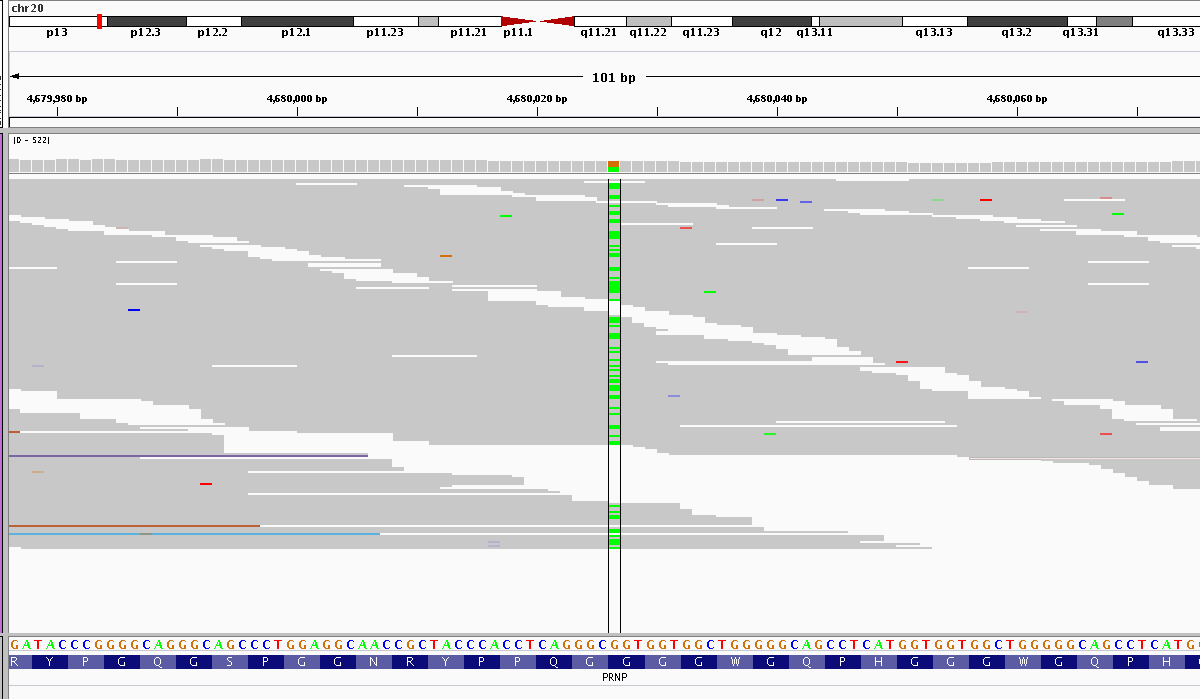 chr20
p13 p12.3 p12.2 p12.1 p11.23 p11.21 p11.1 q11.21 q11.22 q11.23 q12 q13.11 q13.13 q13.2 q13.31 q13.33
101 bp
4,679,980 bp 4,680,000 bp 4,680,020 bp 4,680,040 bp 4,680,060 bp
[0 - 522]
GATACCCGGGGCAGGGCAGCCCTGGAGGCAACCGCTACCCACCTCAGGGCGGTGGTGGCTGGGGGCAGCCTCATGGTGGTGGCTGGGGGCAGCCTCATG
R Y P G Q G S P G G N R Y P P Q G G G G W G Q P H G G G W G Q P H
PRNP